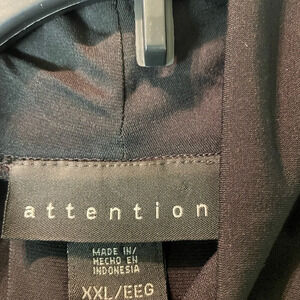 attention
MADE IN/
HECHO EN
INDONESIA
XXL/EEG